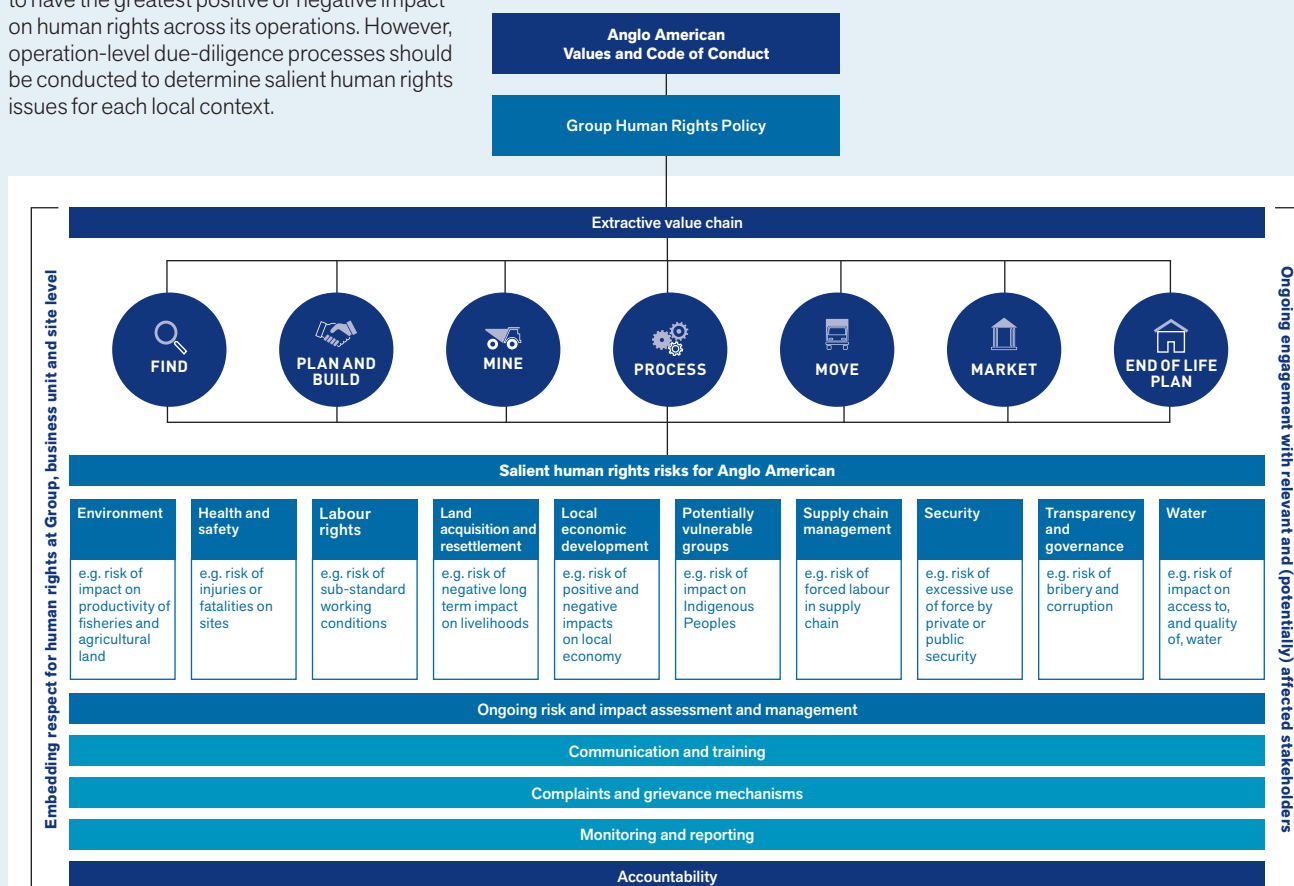 to have the greatest positive or negative impact
on human rights across its operations. However,
operation-level due-diligence processes should
be conducted to determine salient human rights
issues for each local context.
Anglo American
Values and Code of Conduct
Group Human Rights Policy
Embedding respect for human rights at Group, business unit and site level
Extractive value chain
FIND
PLAN AND
BUILD
MINE
PROCESS
MOVE
MARKET
END OF LIFE
PLAN
Salient human rights risks for Anglo American
Environment
e.g. risk of
impact on
productivity of
fisheries and
agricultural
land
Health and
safety
e.g. risk of
injuries or
fatalities on
sites
Labour
rights
e.g. risk of
sub-standard
working
conditions
Land
acquisition and
resettlement
e.g. risk of
negative long
term impact
on livelihoods
Local
economic
development
e.g. risk of
positive and
negative
impacts
on local
economy
Potentially
vulnerable
groups
e.g. risk of
impact on
Indigenous
Peoples
Supply chain
management
e.g. risk of
forced labour
in supply
chain
Security
e.g. risk of
excessive use
of force by
private or
public
security
Transparency
and
governance
e.g. risk of
bribery and
corruption
Water
e.g. risk of
impact on
access to,
and quality
of, water
Ongoing risk and impact assessment and management
Communication and training
Complaints and grievance mechanisms
Monitoring and reporting
Accountability
Ongoing engagement with relevant and (potentially) affected stakeholders